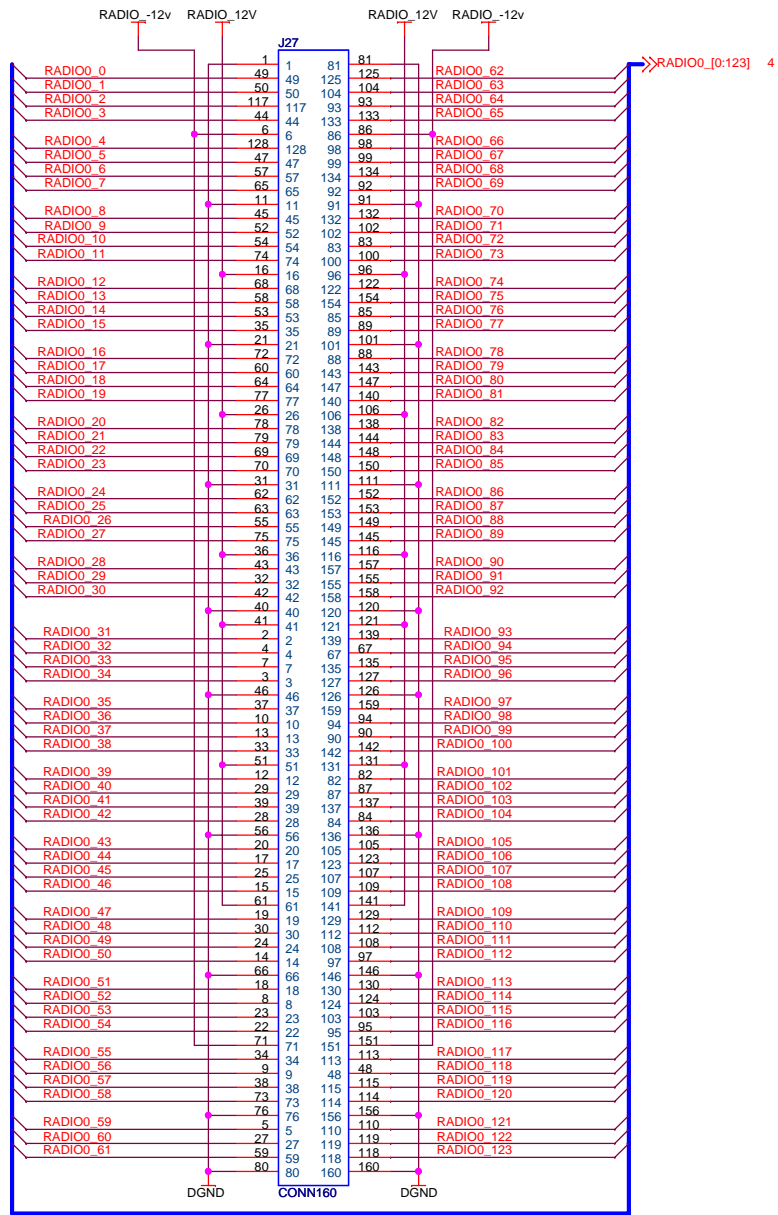 RADIO_-12v RADIO_12V RADIO_12V RADIO_-12v
J27
RADIO0_[0:123] 4
1 1 81 81
RADIO0_0 49 49 125 125 RADIO0_62
RADIO0_1 50 50 104 104 RADIO0_63
RADIO0_2 117 117 93 93 RADIO0_64
RADIO0_3 44 44 133 133 RADIO0_65
6 6 86 86
RADIO0_4 128 128 98 98 RADIO0_66
RADIO0_5 47 47 99 99 RADIO0_67
RADIO0_6 57 57 134 134 RADIO0_68
RADIO0_7 65 65 92 92 RADIO0_69
11 11 91 91
RADIO0_8 45 45 132 132 RADIO0_70
RADIO0_9 52 52 102 102 RADIO0_71
RADIO0_10 54 54 83 83 RADIO0_72
RADIO0_11 74 74 100 100 RADIO0_73
16 16 96 96
RADIO0_12 68 68 122 122 RADIO0_74
RADIO0_13 58 58 154 154 RADIO0_75
RADIO0_14 53 53 85 85 RADIO0_76
RADIO0_15 35 35 89 89 RADIO0_77
21 21 101 101
RADIO0_16 72 72 88 88 RADIO0_78
RADIO0_17 60 60 143 143 RADIO0_79
RADIO0_18 64 64 147 147 RADIO0_80
RADIO0_19 77 77 140 140 RADIO0_81
26 26 106 106
RADIO0_20 78 78 138 138 RADIO0_82
RADIO0_21 79 79 144 144 RADIO0_83
RADIO0_22 69 69 148 148 RADIO0_84
RADIO0_23 70 70 150 150 RADIO0_85
31 31 111 111
RADIO0_24 62 62 152 152 RADIO0_86
RADIO0_25 63 63 153 153 RADIO0_87
RADIO0_26 55 55 149 149 RADIO0_88
RADIO0_27 75 75 145 145 RADIO0_89
36 36 116 116
RADIO0_28 43 43 157 157 RADIO0_90
RADIO0_29 32 32 155 155 RADIO0_91
RADIO0_30 42 42 158 158 RADIO0_92
40 40 120 120
41 41 121 121
RADIO0_31 2 2 139 139 RADIO0_93
RADIO0_32 4 4 67 67 RADIO0_94
RADIO0_33 7 7 135 135 RADIO0_95
RADIO0_34 3 3 127 127 RADIO0_96
46 46 126 126
RADIO0_35 37 37 159 159 RADIO0_97
RADIO0_36 10 10 94 94 RADIO0_98
RADIO0_37 13 13 90 90 RADIO0_99
RADIO0_38 33 33 142 142 RADIO0_100
51 51 131 131
RADIO0_39 12 12 82 82 RADIO0_101
RADIO0_40 29 29 87 87 RADIO0_102
RADIO0_41 39 39 137 137 RADIO0_103
RADIO0_42 28 28 84 84 RADIO0_104
56 56 136 136
RADIO0_43 20 20 105 105 RADIO0_105
RADIO0_44 17 17 123 123 RADIO0_106
RADIO0_45 25 25 107 107 RADIO0_107
RADIO0_46 15 15 109 109 RADIO0_108
61 61 141 141
RADIO0_47 19 19 129 129 RADIO0_109
RADIO0_48 30 30 112 112 RADIO0_110
RADIO0_49 24 24 108 108 RADIO0_111
RADIO0_50 14 14 97 97 RADIO0_112
66 66 146 146
RADIO0_51 18 18 130 130 RADIO0_113
RADIO0_52 8 8 124 124 RADIO0_114
RADIO0_53 23 23 103 103 RADIO0_115
RADIO0_54 22 22 95 95 RADIO0_116
71 71 151 151
RADIO0_55 34 34 113 113 RADIO0_117
RADIO0_56 9 9 48 48 RADIO0_118
RADIO0_57 38 38 115 115 RADIO0_119
RADIO0_58 73 73 114 114 RADIO0_120
76 76 156 156
RADIO0_59 5 5 110 110 RADIO0_121
RADIO0_60 27 27 119 119 RADIO0_122
RADIO0_61 59 59 118 118 RADIO0_123
80 80 160 160
DGND CONN160 DGND